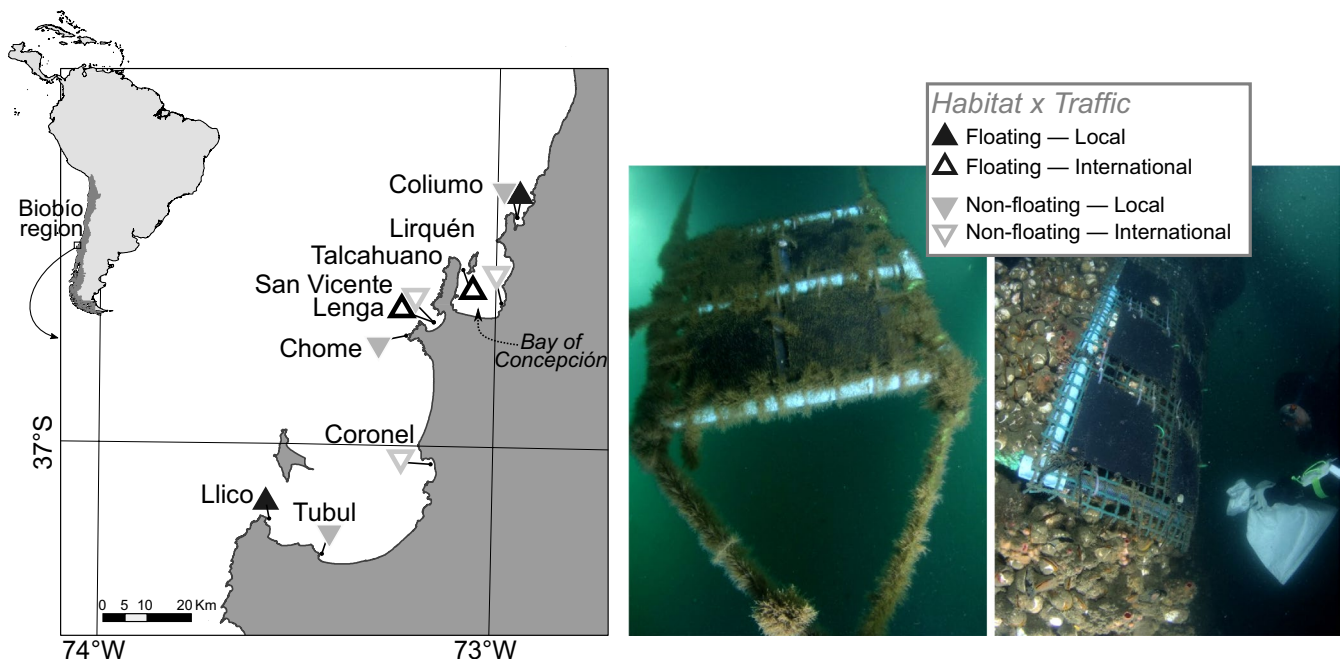 Habitat x Traffic
Floating — Local
Floating — International
Non-floating — Local
Non-floating — International
Biobío
region
Coliumo
Lirquén
Talcahuano
San Vicente
Lenga
Chome
Bay of
Concepción
37°S
Coronel
Llico
Tubul
0 5 10 20 Km
74°W
73°W